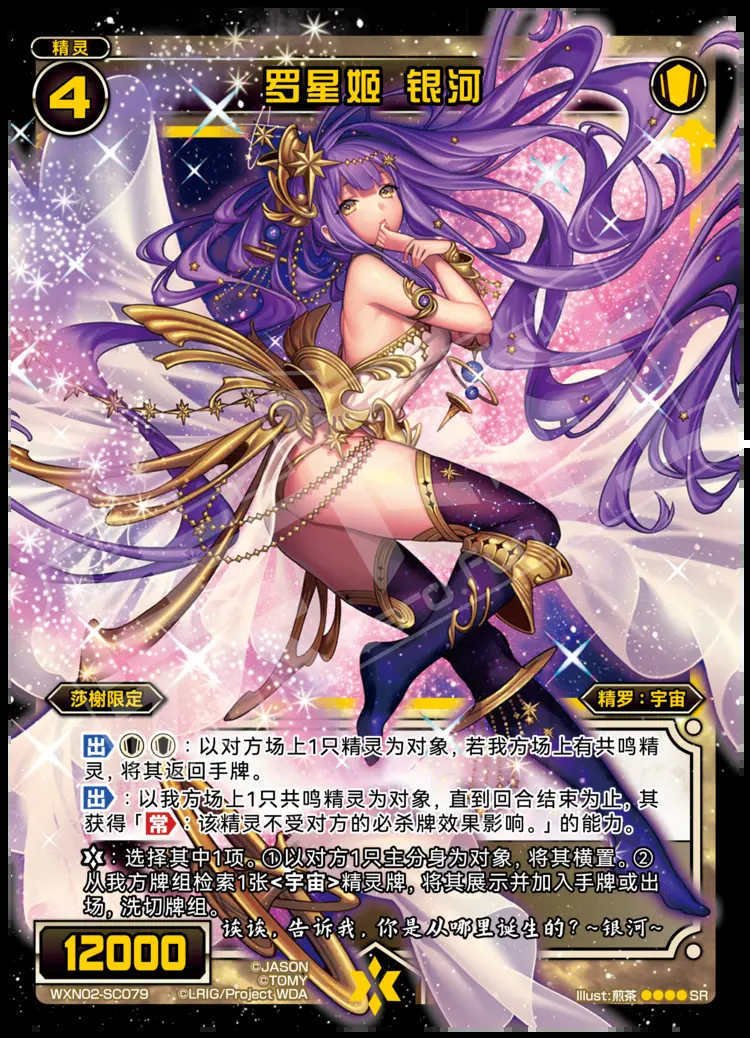 精灵
4
罗星姬 银河
莎榭限定
精罗：宇宙
出：以对方场上1只精灵为对象，若我方场上有共鸣精
灵，将其返回手牌。
出：以我方场上1只共鸣精灵为对象，直到回合结束为止，其
获得「常：该精灵不受对方的必杀牌效果影响。」的能力。
：选择其中1项。①以对方1只主分身为对象，将其横置。②
从我方牌组检索1张<宇宙>精灵牌，将其展示并加入手牌或出
场，洗切牌组。
诶诶，告诉我，你是从哪里诞生的？~银河~
12000
©JASON
©TOMY
WXN02-SC079 ©LRIG/Project WDA
Illust:煎茶 SR